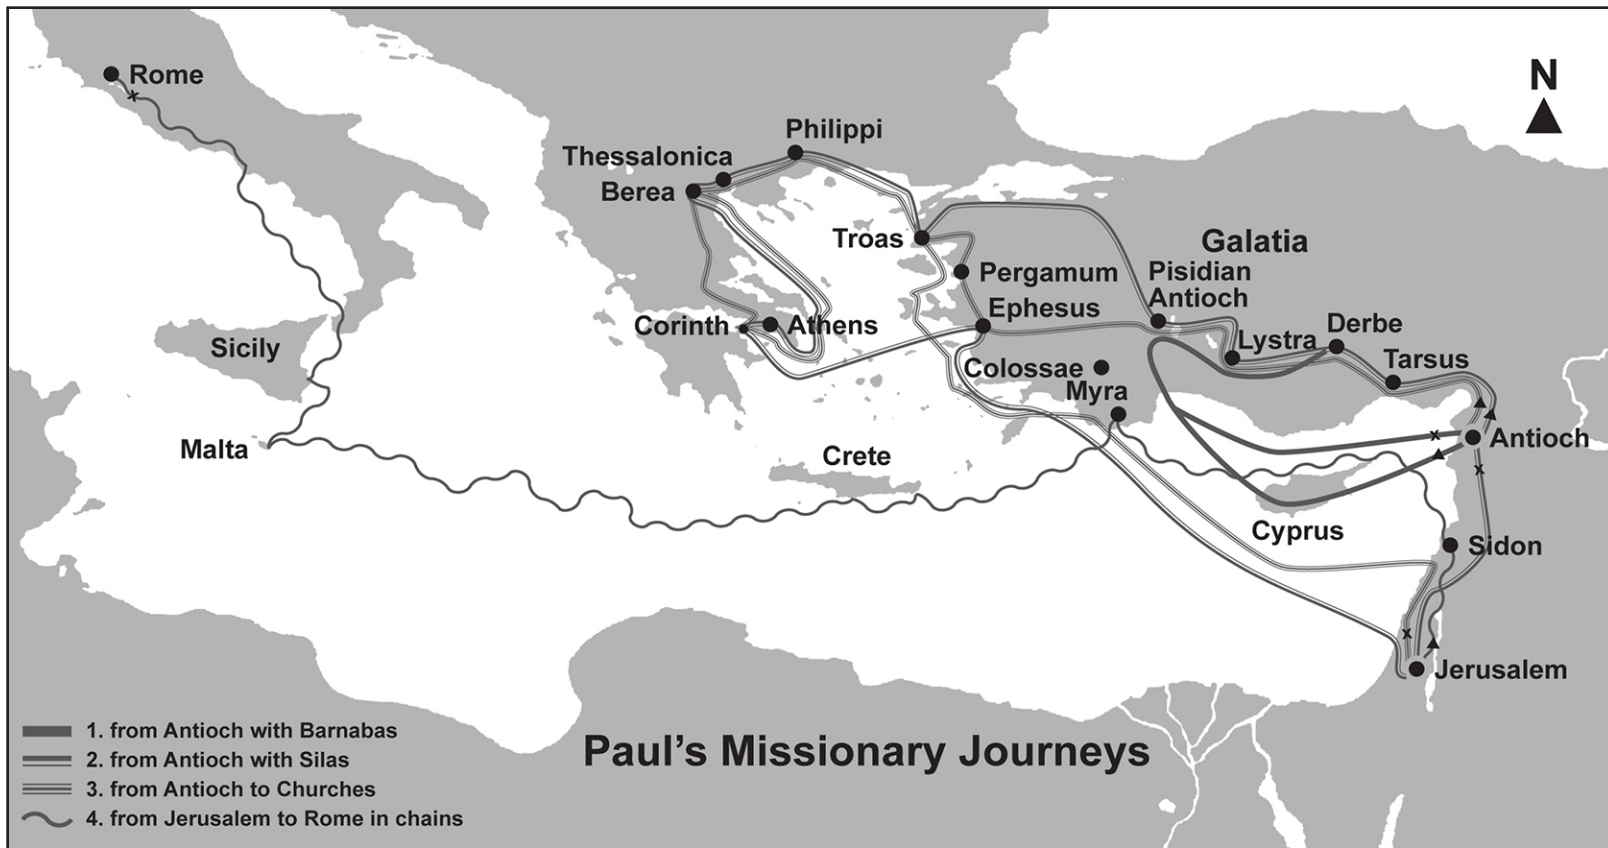 Rome
N
Philippi
Thessalonica
Berea
Troas
Galatia
Pergamum
Pisidian
Antioch
Ephesus
Corinth
Athens
Derbe
Lystra
Sicily
Tarsus
Colossae
Myra
Malta
Antioch
Crete
Cyprus
Sidon
Jerusalem
1. from Antioch with Barnabas
2. from Antioch with Silas
3. from Antioch to Churches
4. from Jerusalem to Rome in chains
Paul’s Missionary Journeys